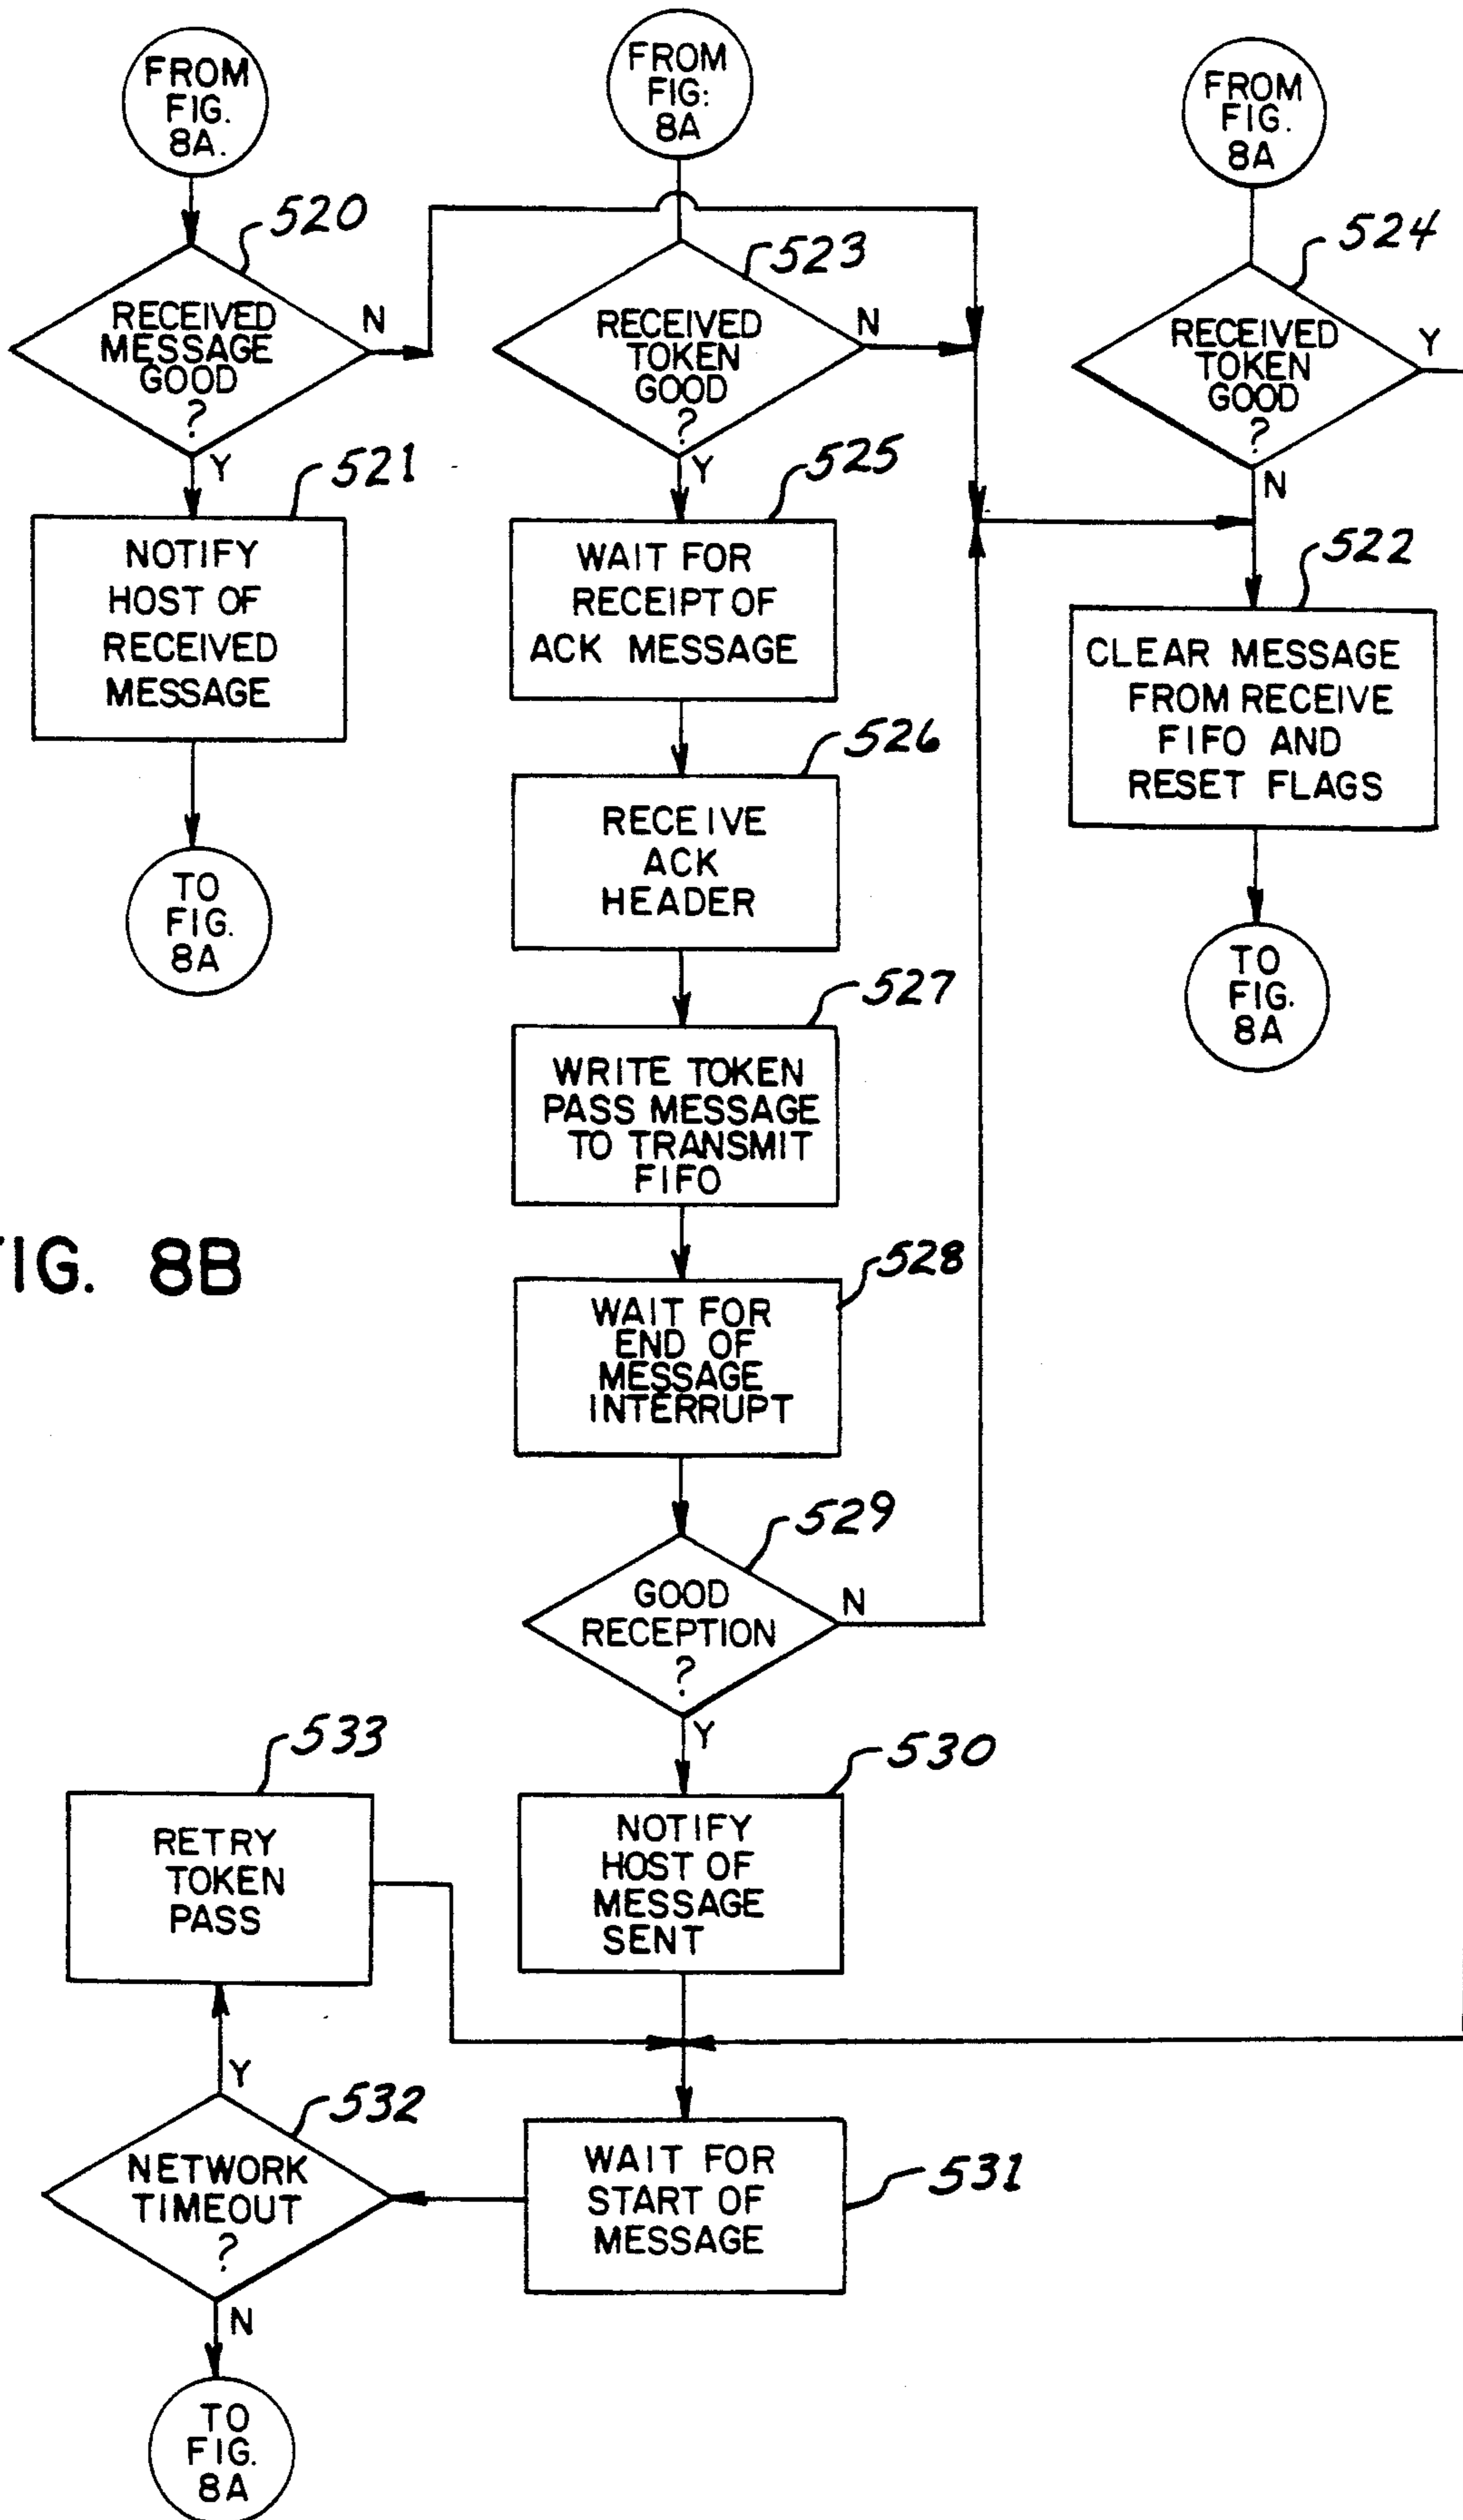 FROM
FIG.
8A.
FROM
FIG:
8A
FROM
FIG.
8A
520
RECEIVED
MESSAGE
GOOD
?
N
Y
523
RECEIVED
TOKEN
GOOD
?
N
Y
524
RECEIVED
TOKEN
GOOD
?
Y
N
521
NOTIFY
HOST OF
RECEIVED
MESSAGE
TO
FIG.
8A
525
WAIT FOR
RECEIPT OF
ACK MESSAGE
522
CLEAR MESSAGE
FROM RECEIVE
FIFO AND
RESET FLAGS
TO
FIG.
8A
526
RECEIVE
ACK
HEADER
527
WRITE TOKEN
PASS MESSAGE
TO TRANSMIT
FIFO
IG. 8B
528
WAIT FOR
END OF
MESSAGE
INTERRUPT
529
GOOD
RECEPTION
?
N
Y
533
RETRY
TOKEN
PASS
530
NOTIFY
HOST OF
MESSAGE
SENT
Y
532
NETWORK
TIMEOUT
?
N
531
WAIT FOR
START OF
MESSAGE
TO
FIG.
8A